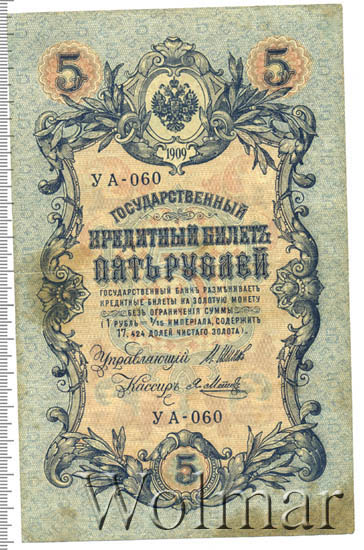 5 5
1909
УА-060
ГОСУДАРСТВЕННЫЙ
КРЕДИТНЫЙ БИЛЕТЪ
ПЯТЬ РУБЛЕЙ
ГОСУДАРСТВЕННЫЙ БАНКЪ РАЗМѢНИВАЕТЪ
КРЕДИТНЫЕ БИЛЕТЫ НА ЗОЛОТУЮ МОНЕТУ
БЕЗЪ ОГРАНИЧЕНІЯ СУММЫ
(1 РУБЛЬ = 1/15 ИМПЕРІАЛА, СОДЕРЖИТЪ
17,424 ДОЛЕЙ ЧИСТАГО ЗОЛОТА).
Управляющій
Кассиръ
УА-060
5
Wolmar